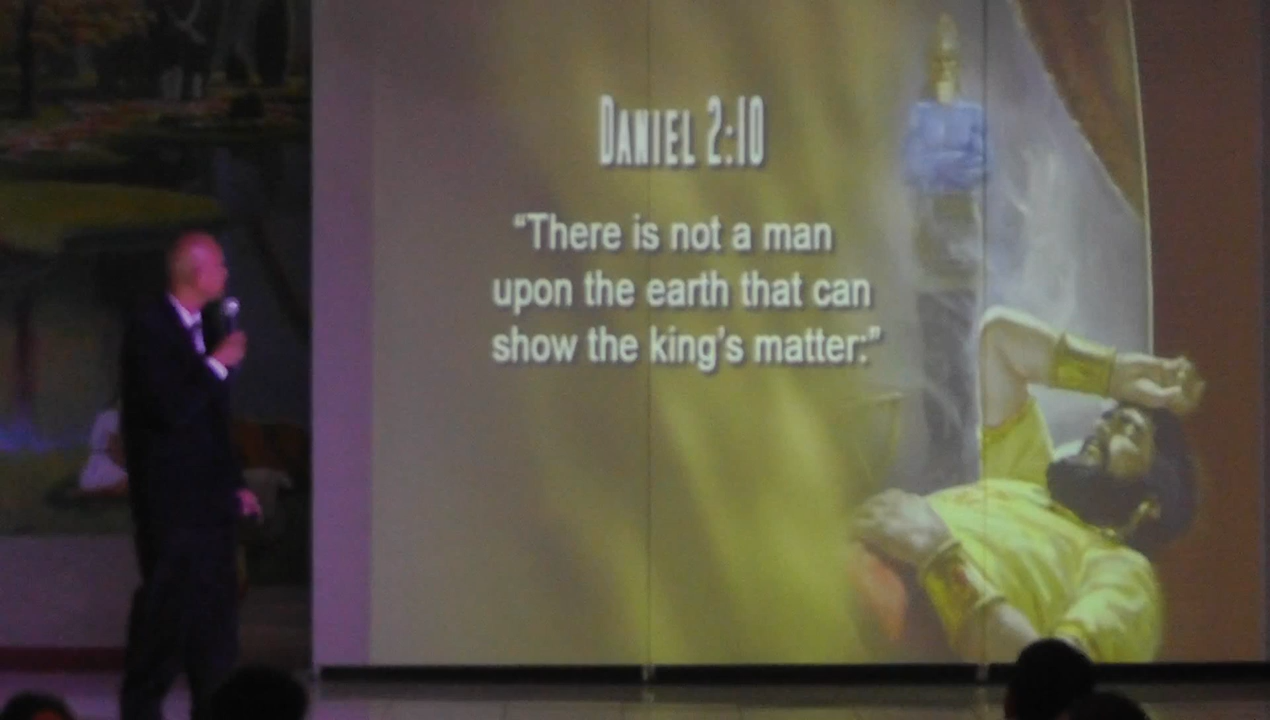 DANIEL 2:10
“There is not a man
upon the earth that can
show the king’s matter:”